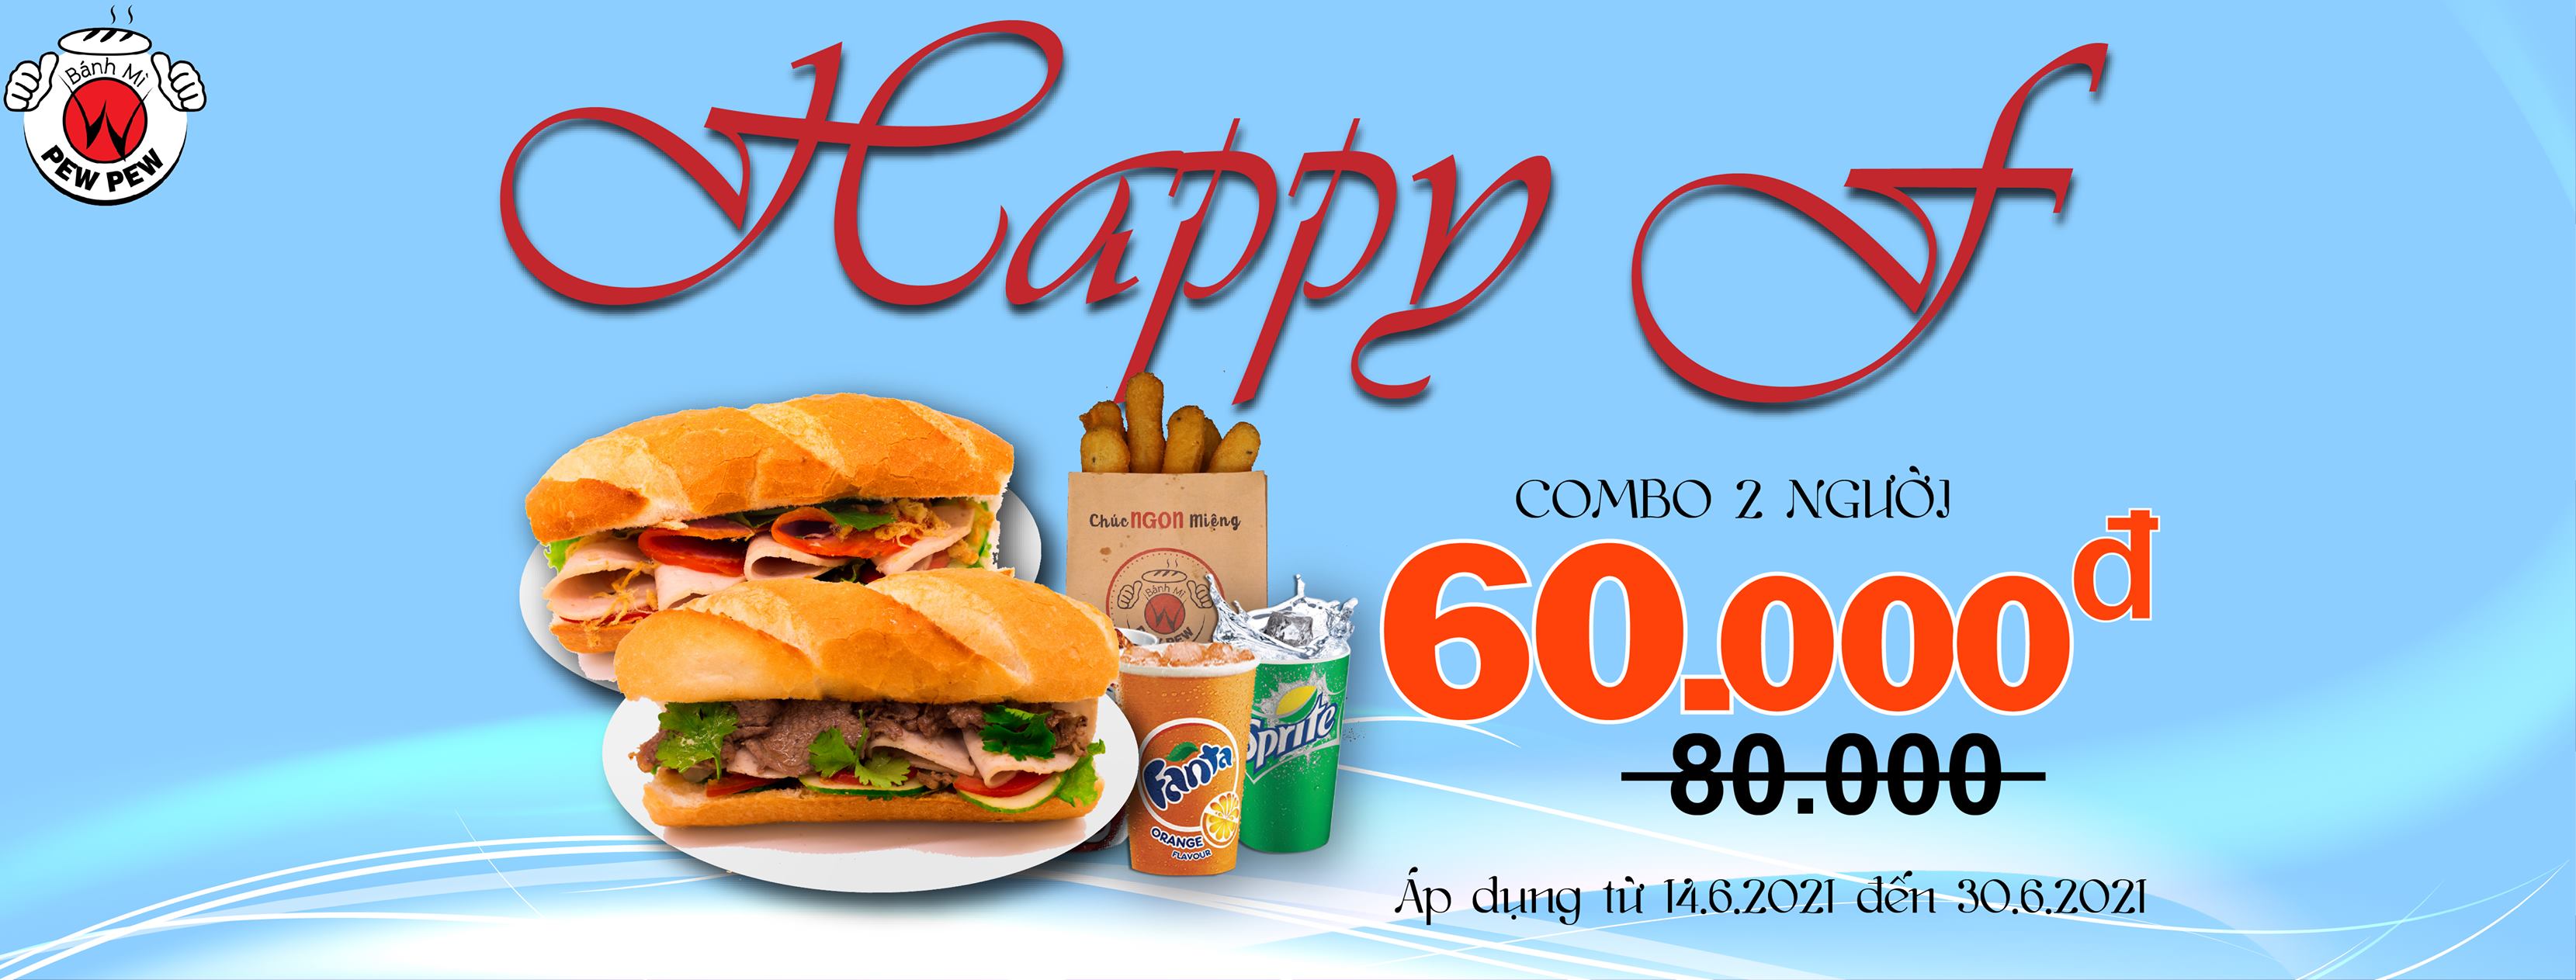 Bánh Mì
W
PEW PEW
Happy F
Chúc NGON Miệng
Bánh Mì
W
PEW
Fanta
ORANGE
FLAVOUR
Sprite
COMBO 2 NGƯỜI
60.000đ
80.000
Áp dụng từ 14.6.2021 đến 30.6.2021